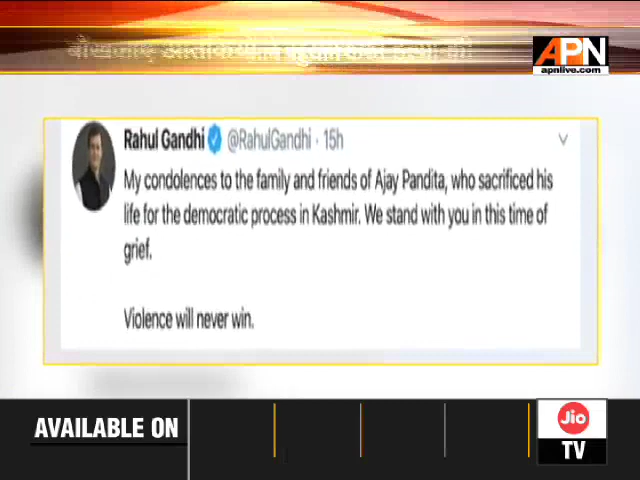 APN
apnlive.com
Rahul Gandhi @RahulGandhi · 15h
My condolences to the family and friends of Ajay Pandita, who sacrificed his
life for the democratic process in Kashmir. We stand with you in this time of
grief.
Violence will never win.
AVAILABLE ON
Jio
TV